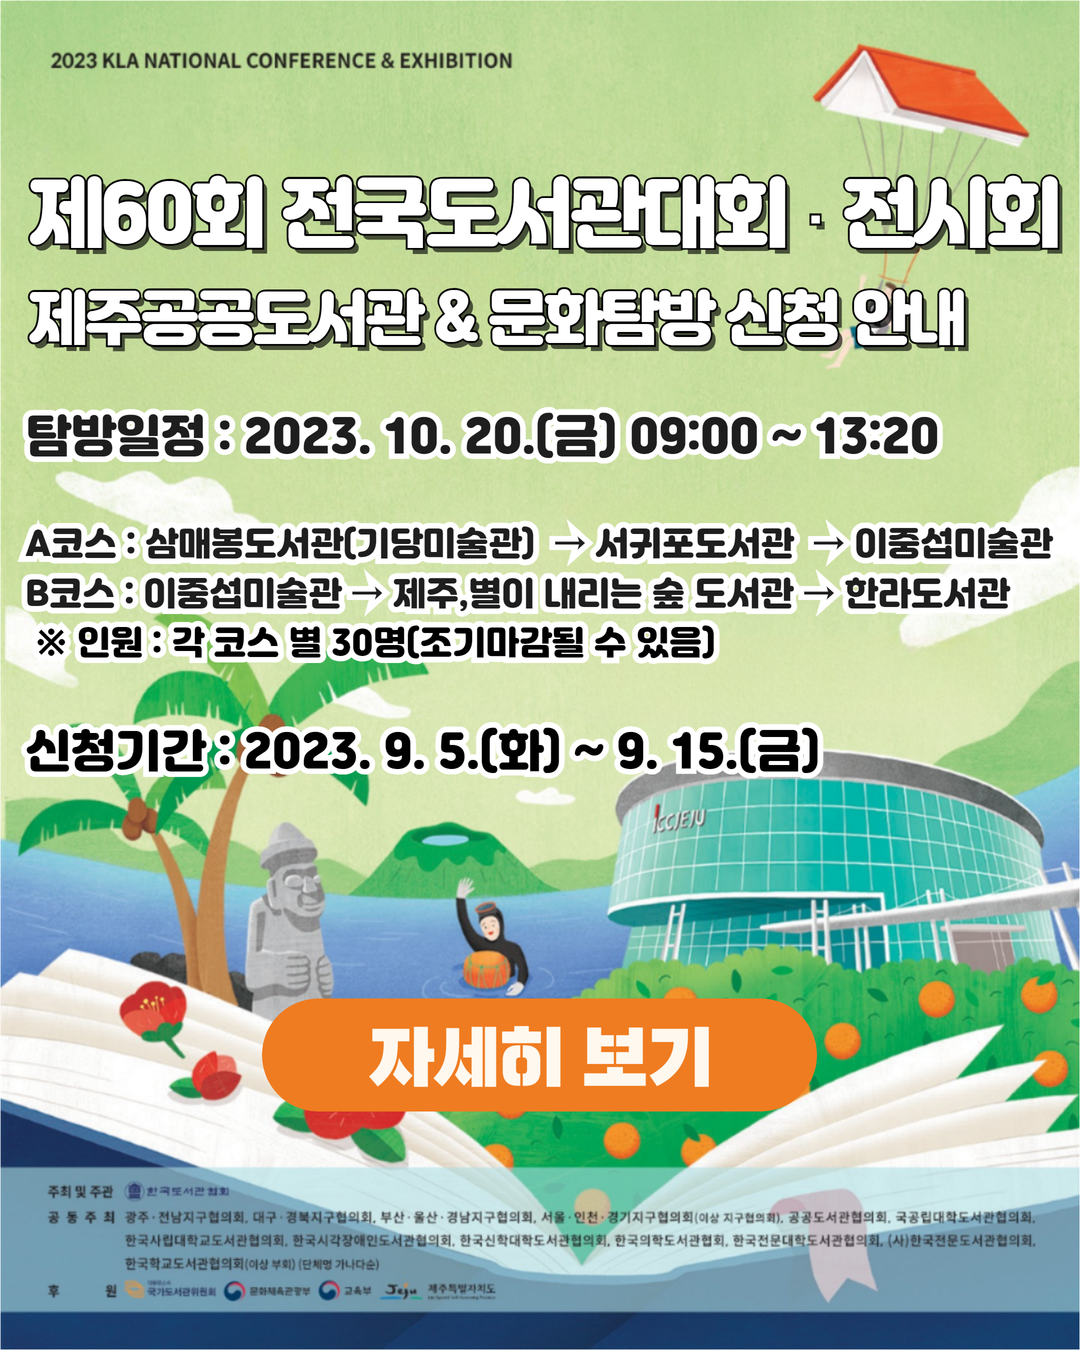 2023 KLA NATIONAL CONFERENCE & EXHIBITION
제60회 전국도서관대회 · 전시회
제주공공도서관 & 문화탐방 신청 안내
탐방일정 : 2023. 10. 20.(금) 09:00 ~ 13:20
A코스 : 삼매봉도서관(기당미술관) → 서귀포도서관 → 이중섭미술관
B코스 : 이중섭미술관 → 제주,별이 내리는 숲 도서관 → 한라도서관
※ 인원 : 각 코스 별 30명(조기마감될 수 있음)
신청기간 : 2023. 9. 5.(화) ~ 9. 15.(금)
ICCJEJU
자세히 보기
주최 및 주관 한국도서관협회
공 동 주 최 광주·전남지구협의회, 대구·경북지구협의회, 부산·울산·경남지구협의회, 서울·인천·경기지구협의회(이상 지구협의회), 공공도서관협의회, 국공립대학도서관협의회,
한국사립대학교도서관협의회, 한국시각장애인도서관협의회, 한국신학대학도서관협의회, 한국의학도서관협회, 한국전문대학도서관협의회, (사)한국전문도서관협의회,
한국학교도서관협의회(이상 부회) (단체명 가나다순)
후 원 국가도서관위원회 문화체육관광부 교육부 Jeju 제주특별자치도